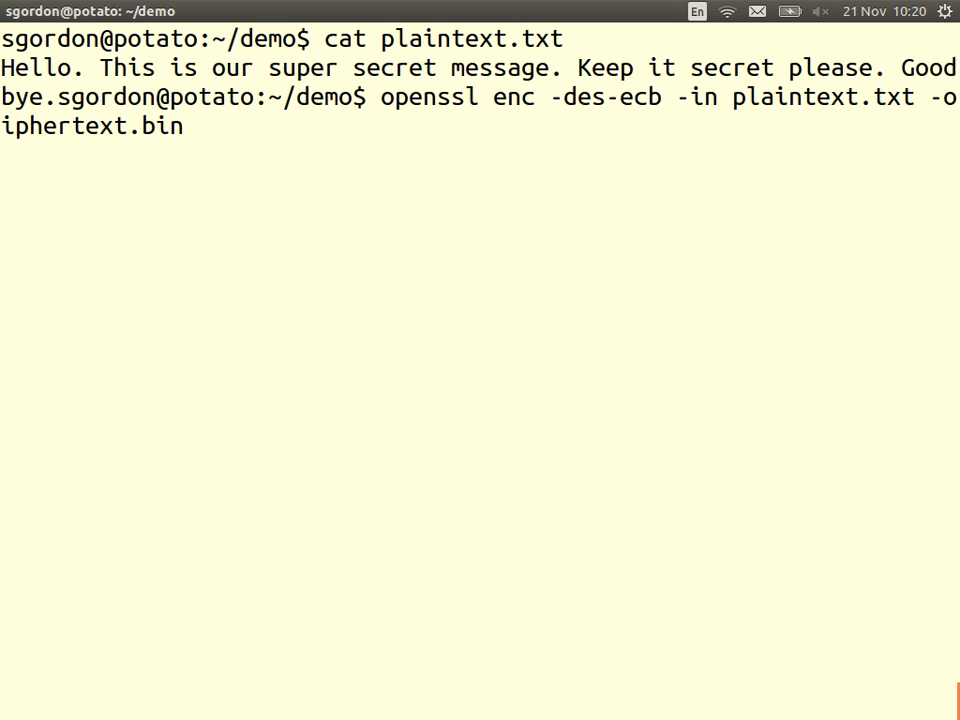 sgordon@potato: ~/demo En 21 Nov 10:20
sgordon@potato:~/demo$ cat plaintext.txt
Hello. This is our super secret message. Keep it secret please. Good
bye.sgordon@potato:~/demo$ openssl enc -des-ecb -in plaintext.txt -o
iphertext.bin